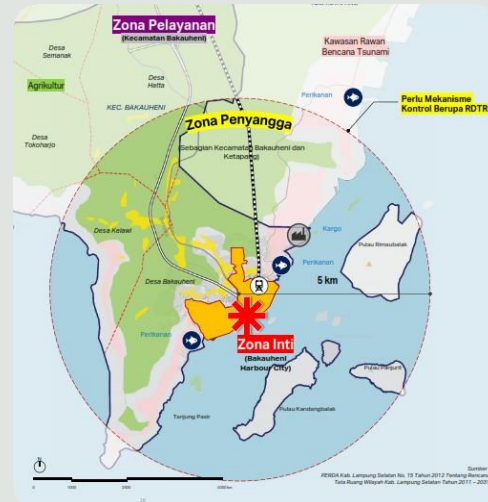 Zona Pelayanan
(Kecamatan Bakauheni)
Desa
Semanak
Kawasan Rawan
Bencana Tsunami
Desa
Hatta
Agrikultur
Perikanan
KEC. BAKAUHENI
Perlu Mekanisme
Kontrol Berupa RDTR
Zona Penyangga
(Sebagian Kecamatan Bakauheni dan
Ketapang)
Desa
Tokoharjo
Desa Kelawi
Kargo
Pulau Rimaubalak
Perikanan
Desa Bakauheni
5 km
Perikanan
Zona Inti
(Bakauheni
Harbour City)
Pulau Panjurit
Tanjung Pasir
Pulau Kandangbalak
N
Sumber
PERDA Kab. Lampung Selatan No. 15 Tahun 2012 Tentang Rencana
Tata Ruang Wilayah Kab. Lampung Selatan Tahun 2011 – 2031